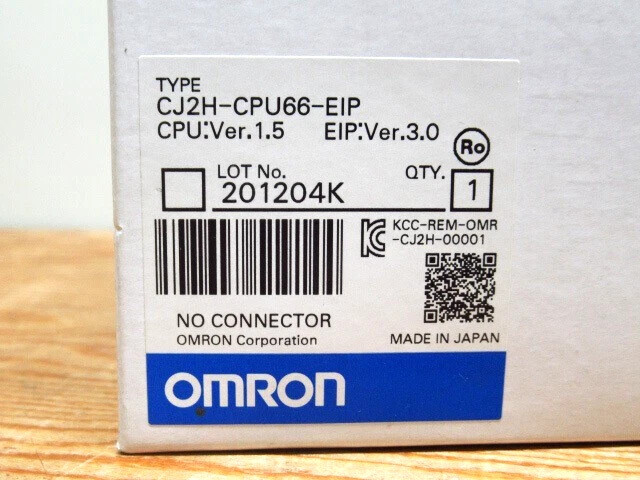 TYPE
CJ2H-CPU66-EIP
CPU:Ver.1.5 EIP:Ver.3.0
Ro
LOT No. QTY.
201204K 1
KCC-REM-OMR
-CJ2H-00001
NO CONNECTOR
OMRON Corporation MADE IN JAPAN
OMRON